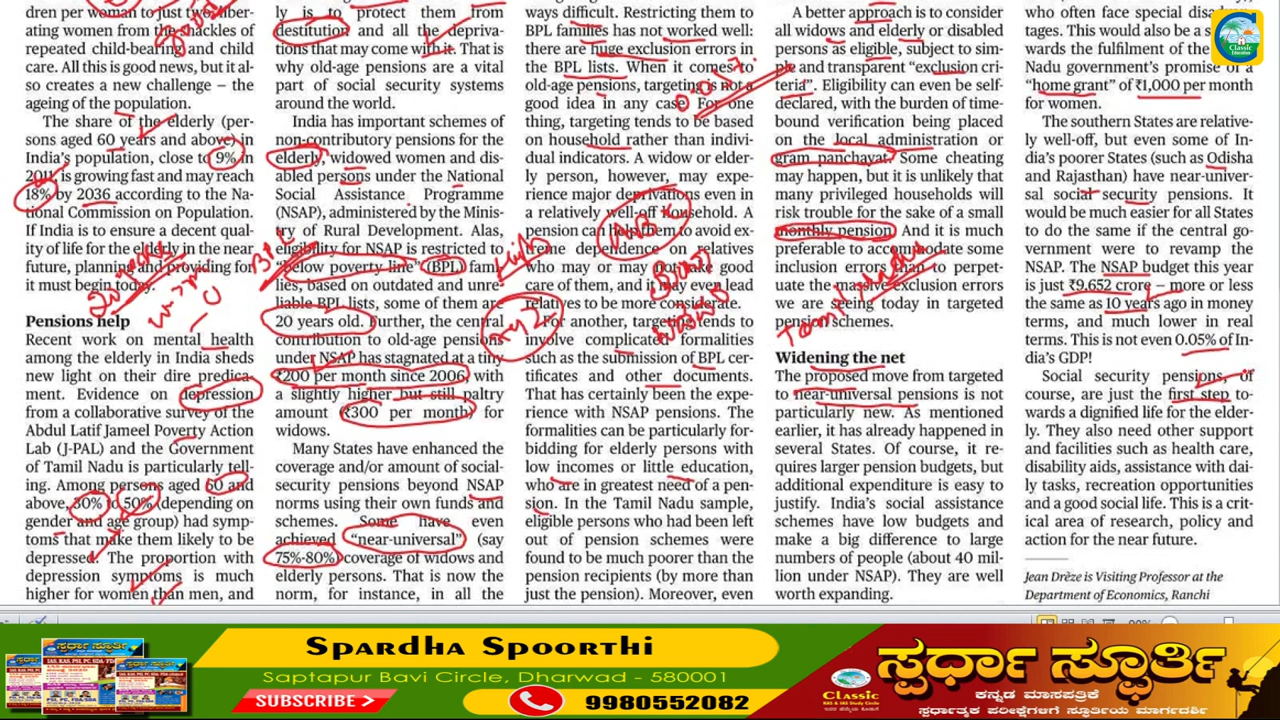 dren per woman to just two liber-
ating women from the shackles of
repeated child-bearing and child
care. All this is good news, but it al-
so creates a new challenge – the
ageing of the population.
The share of the elderly (per-
sons aged 60 years and above) in
India's population, close to 9% in
2011, is growing fast and may reach
18% by 2036 according to the Na-
tional Commission on Population.
If India is to ensure a decent qual-
ity of life for the elderly in the near
future, planning and providing for
it must begin today.
Pensions help
Recent work on mental health
among the elderly in India sheds
new light on their dire predica-
ment. Evidence on depression
from a collaborative survey of the
Abdul Latif Jameel Poverty Action
Lab (J-PAL) and the Government
of Tamil Nadu is particularly tell-
ing. Among persons aged 60 and
above, 30% to 50% (depending on
gender and age group) had symp-
toms that make them likely to be
depressed. The proportion with
depression symptoms is much
higher for women than men, and
ly is to protect them from
destitution and all the depriva-
tions that may come with it. That is
why old-age pensions are a vital
part of social security systems
around the world.
India has important schemes of
non-contributory pensions for the
elderly, widowed women and dis-
abled persons under the National
Social Assistance Programme
(NSAP), administered by the Minis-
try of Rural Development. Alas,
eligibility for NSAP is restricted to
"below poverty line" (BPL) fami-
lies, based on outdated and unre-
liable BPL lists, some of them are
20 years old. Further, the central
contribution to old-age pensions
under NSAP has stagnated at a tiny
₹200 per month since 2006, with
a slightly higher but still paltry
amount (₹300 per month) for
widows.
Many States have enhanced the
coverage and/or amount of social-
security pensions beyond NSAP
norms using their own funds and
schemes. Some have even
achieved "near-universal" (say
75%-80%) coverage of widows and
elderly persons. That is now the
norm, for instance, in all the
ways difficult. Restricting them to
BPL families has not worked well:
there are huge exclusion errors in
the BPL lists. When it comes to
old-age pensions, targeting is not a
good idea in any case. For one
thing, targeting tends to be based
on household rather than indivi-
dual indicators. A widow or elder-
ly person, however, may experience major deprivations even in
a relatively well-off household. A
pension can help them to avoid ex-
treme dependence on relatives
who may or may not take good
care of them, and it may even lead
relatives to be more considerate.
For another, targeting tends to
involve complicated formalities
such as the submission of BPL cer-
tificates and other documents.
That has certainly been the expe-
rience with NSAP pensions. The
formalities can be particularly for-
bidding for elderly persons with
low incomes or little education,
who are in greatest need of a pen-
sion. In the Tamil Nadu sample,
eligible persons who had been left
out of pension schemes were
found to be much poorer than the
pension recipients (by more than
just the pension). Moreover, even
A better approach is to consider
all widows and elderly or disabled
persons as eligible, subject to sim-
ple and transparent "exclusion cri-
teria". Eligibility can even be self-
declared, with the burden of time-
bound verification being placed
on the local administration or
gram panchayat. Some cheating
may happen, but it is unlikely that
many privileged households will
risk trouble for the sake of a small
monthly pension. And it is much
preferable to accommodate some
inclusion errors than to perpet-
uate the massive exclusion errors
we are seeing today in targeted
pension schemes.
Widening the net
The proposed move from targeted
to near-universal pensions is not
particularly new. As mentioned
earlier, it has already happened in
several States. Of course, it re-
quires larger pension budgets, but
additional expenditure is easy to
justify. India's social assistance
schemes have low budgets and
make a big difference to large
numbers of people (about 40 mil-
lion under NSAP). They are well
worth expanding.
who often face special disadvan-
tages. This would also be a s
wards the fulfilment of the
Nadu government's promise of a
"home grant" of ₹1,000 per month
for women.
The southern States are relative-
ly well-off, but even some of In-
dia's poorer States (such as Odisha
and Rajasthan) have near-univer-
sal social security pensions. It
would be much easier for all States
to do the same if the central go-
vernment were to revamp the
NSAP. The NSAP budget this year
is just ₹9,652 crore – more or less
the same as 10 years ago in money
terms, and much lower in real
terms. This is not even 0.05% of In-
dia's GDP!
Social security pensions, of
course, are just the first step to-
wards a dignified life for the elder-
ly. They also need other support
and facilities such as health care,
disability aids, assistance with dai-
ly tasks, recreation opportunities
and a good social life. This is a crit-
ical area of research, policy and
action for the near future.
Jean Drèze is Visiting Professor at the
Department of Economics, Ranchi
BPL
0.05%
Tamil Nadu
Classic
Education
Spardha Spoorthi
Saptapur Bavi Circle, Dharwad - 580001
SUBSCRIBE
9980552082
Classic
KAS & IAS Study Circle
ಸ್ಪರ್ಧಾ ಸ್ಫೂರ್ತಿ
ಕನ್ನಡ ಮಾಸಪತ್ರಿಕೆ
ಸ್ಪರ್ಧಾತ್ಮಕ ಪರೀಕ್ಷೆಗಳಿಗೆ ಸ್ಫೂರ್ತಿಯ ಮಾರ್ಗದರ್ಶಿ